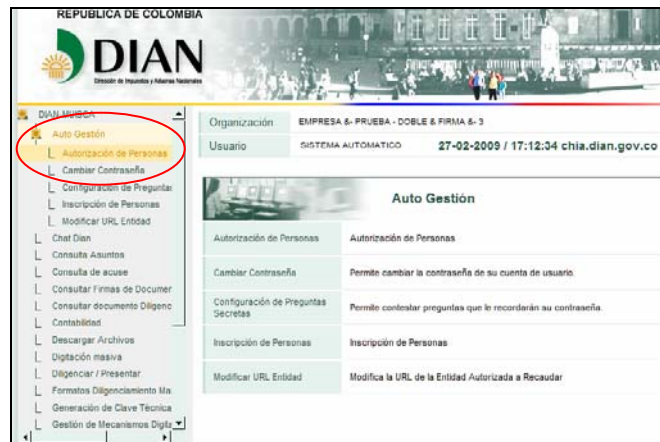 REPUBLICA DE COLOMBIA
DIAN
Dirección de Impuestos y Aduanas Nacionales
DIAN MUISCA
Auto Gestión
Autorización de Personas
Cambiar Contraseña
Configuración de Preguntas
Inscripción de Personas
Modificar URL Entidad
Chat Dian
Consulta Asuntos
Consulta de acuse
Consultar Firmas de Documer
Consultar documento Diligenc
Contabilidad
Descargar Archivos
Digitación masiva
Diligenciar / Presentar
Formatos Diligenciamiento Ma
Generación de Clave Técnica
Gestión de Mecanismos Digita
Organización EMPRESA &- PRUEBA - DOBLE & FIRMA &- 3
Usuario SISTEMA AUTOMATICO 27-02-2009 / 17:12:34 chia.dian.gov.co
Auto Gestión
Autorización de Personas Autorización de Personas
Cambiar Contraseña Permite cambiar la contraseña de su cuenta de usuario.
Configuración de Preguntas
Secretas
Permite contestar preguntas que le recordarán su contraseña.
Inscripción de Personas Inscripción de Personas
Modificar URL Entidad Modifica la URL de la Entidad Autorizada a Recaudar